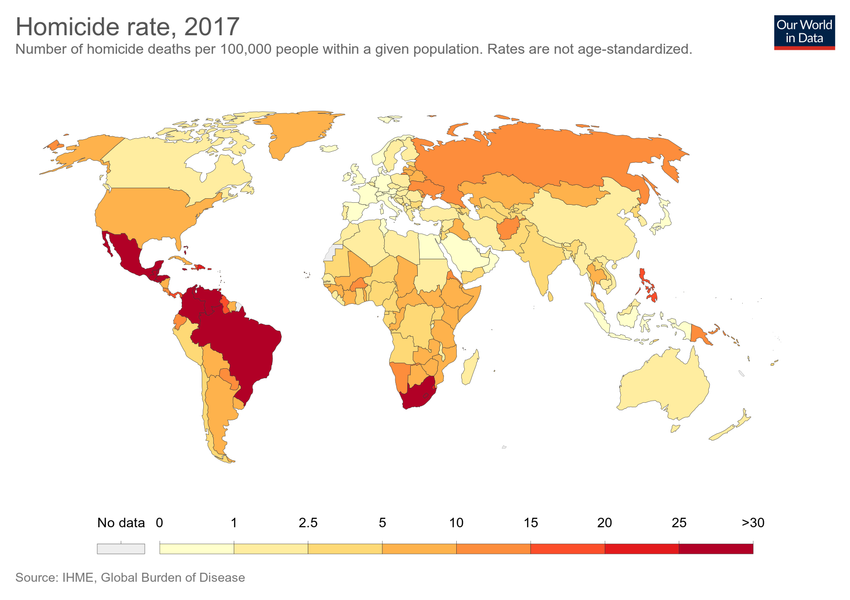 Homicide rate, 2017
Number of homicide deaths per 100,000 people within a given population. Rates are not age-standardized.
Our World
in Data
No data 0 1 2.5 5 10 15 20 25 >30
Source: IHME, Global Burden of Disease